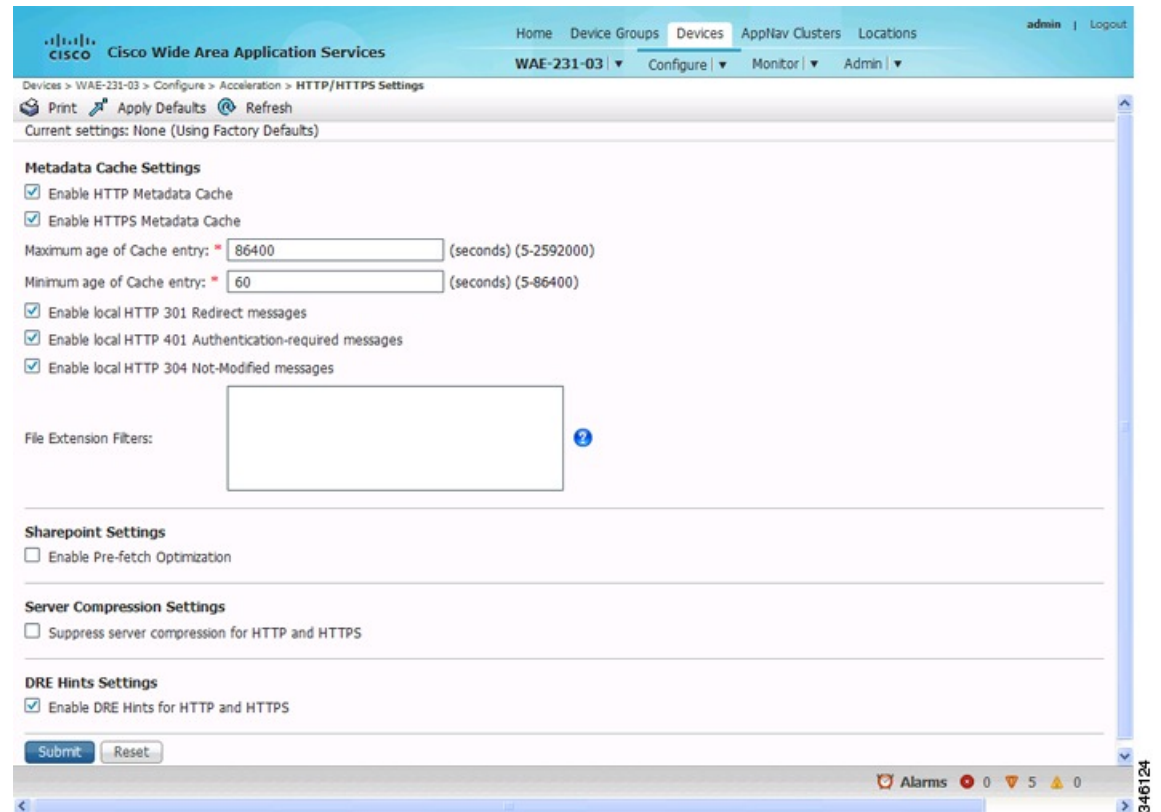 Home Device Groups Devices AppNav Clusters Locations
admin | Logout
CISCO Cisco Wide Area Application Services
WAE-231-03 Configure Monitor Admin
Devices > WAE-231-03 > Configure > Acceleration > HTTP/HTTPS Settings
Print Apply Defaults Refresh
Current settings: None (Using Factory Defaults)
Metadata Cache Settings
Enable HTTP Metadata Cache
Enable HTTPS Metadata Cache
Maximum age of Cache entry: * 86400 (seconds) (5-2592000)
Minimum age of Cache entry: * 60 (seconds) (5-86400)
Enable local HTTP 301 Redirect messages
Enable local HTTP 401 Authentication-required messages
Enable local HTTP 304 Not-Modified messages
File Extension Filters: ?
Sharepoint Settings
Enable Pre-fetch Optimization
Server Compression Settings
Suppress server compression for HTTP and HTTPS
DRE Hints Settings
Enable DRE Hints for HTTP and HTTPS
Submit Reset
Alarms 0 5 0
346124